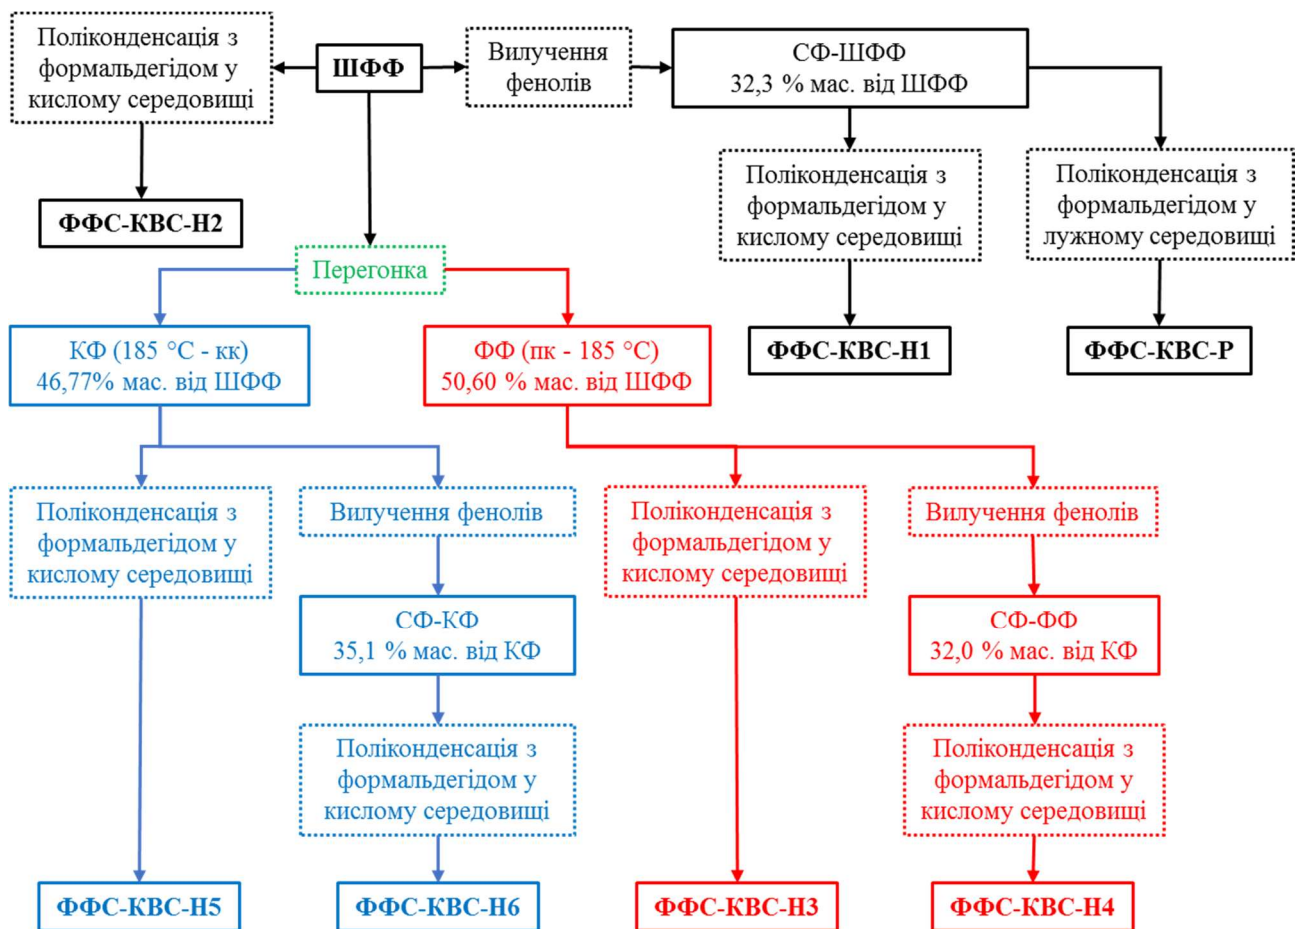 Поліконденсація з
формальдегідом у
кислому середовищі
ШФФ
Вилучення
фенолів
СФ-ШФФ
32,3 % мас. від ШФФ
Поліконденсація з
формальдегідом у
кислому середовищі
Поліконденсація з
формальдегідом у
лужному середовищі
ФФС-КВС-Н2
Перегонка
КФ (185 °С - кк)
46,77% мас. від ШФФ
ФФ (пк - 185 °С)
50,60 % мас. від ШФФ
ФФС-КВС-Н1
ФФС-КВС-Р
Поліконденсація з
формальдегідом у
кислому середовищі
Вилучення фенолів
Поліконденсація з
формальдегідом у
кислому середовищі
Вилучення фенолів
СФ-КФ
35,1 % мас. від КФ
СФ-ФФ
32,0 % мас. від КФ
Поліконденсація з
формальдегідом у
кислому середовищі
Поліконденсація з
формальдегідом у
кислому середовищі
ФФС-КВС-Н5
ФФС-КВС-Н6
ФФС-КВС-Н3
ФФС-КВС-Н4